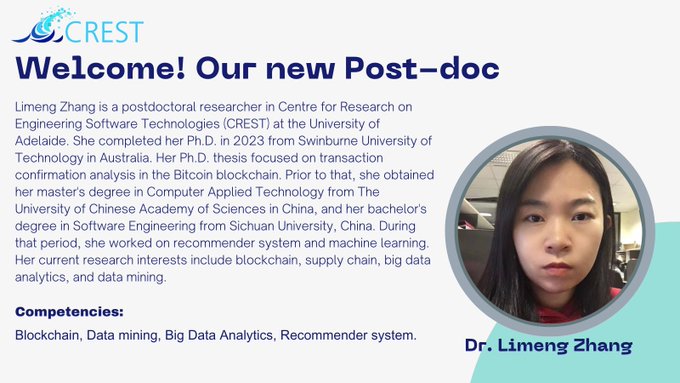 CREST
Welcome! Our new Post-doc
Limeng Zhang is a postdoctoral researcher in Centre for Research on
Engineering Software Technologies (CREST) at the University of
Adelaide. She completed her Ph.D. in 2023 from Swinburne University of
Technology in Australia. Her Ph.D. thesis focused on transaction
confirmation analysis in the Bitcoin blockchain. Prior to that, she obtained
her master's degree in Computer Applied Technology from The
University of Chinese Academy of Sciences in China, and her bachelor's
degree in Software Engineering from Sichuan University, China. During
that period, she worked on recommender system and machine learning.
Her current research interests include blockchain, supply chain, big data
analytics, and data mining.
Competencies:
Blockchain, Data mining, Big Data Analytics, Recommender system.
Dr. Limeng Zhang